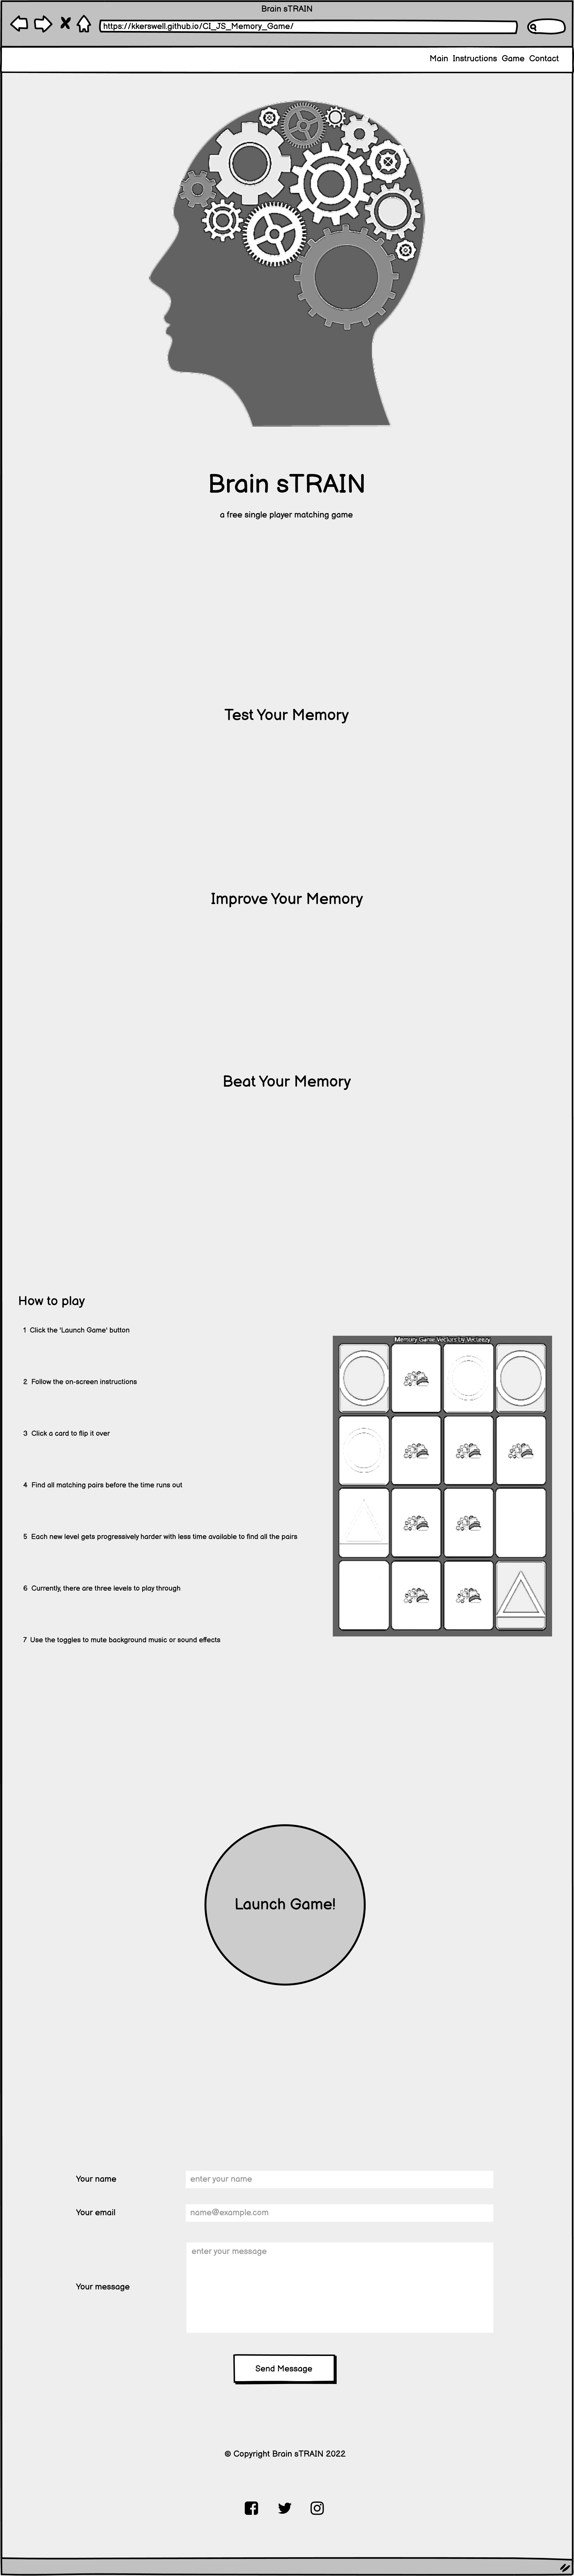 Brain sTRAIN
https://kkerswell.github.io/CI_JS_Memory_Game/
Main Instructions Game Contact
Brain sTRAIN
a free single player matching game
Test Your Memory
Improve Your Memory
Beat Your Memory
How to play
1 Click the 'Launch Game' button
2 Follow the on-screen instructions
3 Click a card to flip it over
4 Find all matching pairs before the time runs out
5 Each new level gets progressively harder with less time available to find all the pairs
6 Currently, there are three levels to play through
7 Use the toggles to mute background music or sound effects
Memory Game Vectors by Vecteezy
Launch Game!
Your name
enter your name
Your email
name@example.com
Your message
enter your message
Send Message
© Copyright Brain sTRAIN 2022